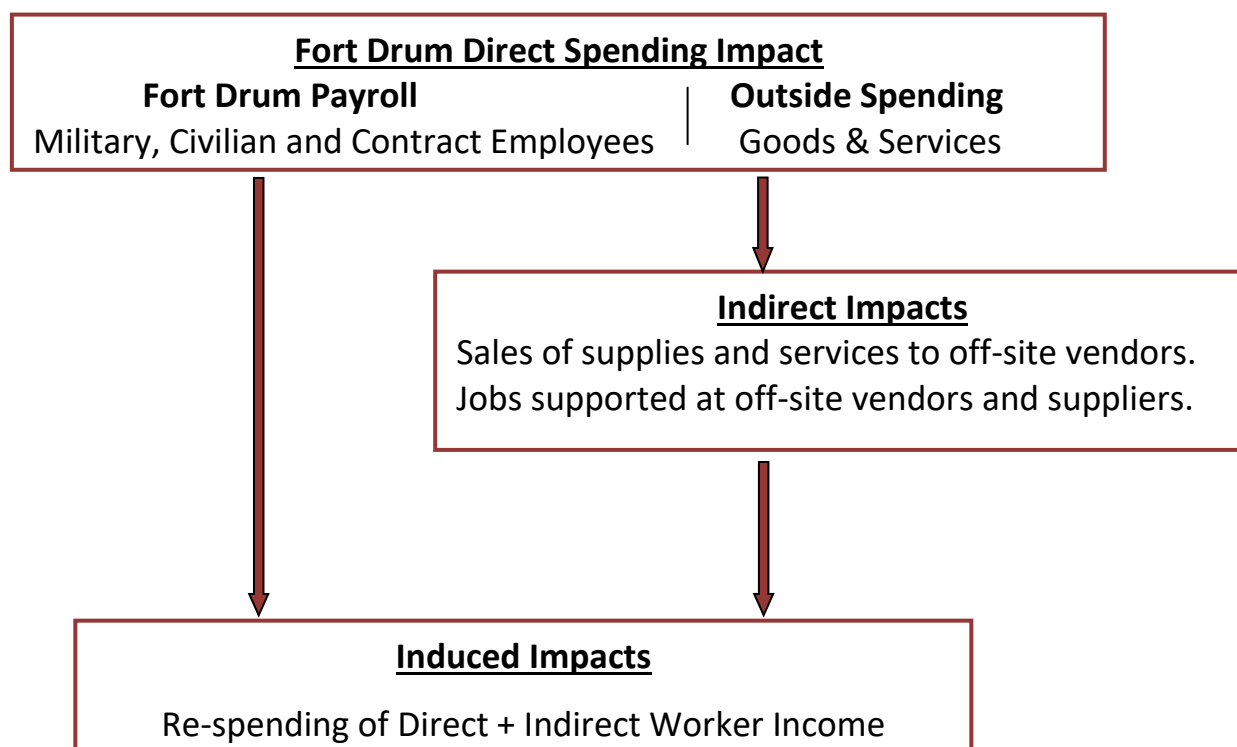 Fort Drum Direct Spending Impact
Fort Drum Payroll
Military, Civilian and Contract Employees
Outside Spending
Goods & Services
Indirect Impacts
Sales of supplies and services to off-site vendors.
Jobs supported at off-site vendors and suppliers.
Induced Impacts
Re-spending of Direct + Indirect Worker Income